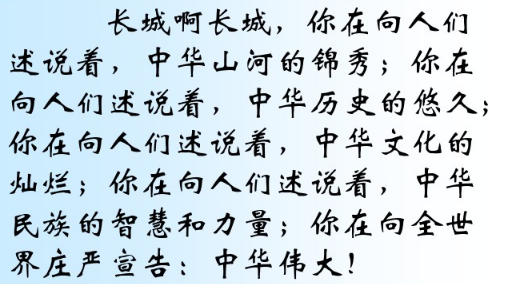 长城啊长城，你在向人们
述说着，中华山河的锦秀；你在
向人们述说着，中华历史的悠久；
你在向人们述说着，中华文化的
灿烂；你在向人们述说着，中华
民族的智慧和力量；你在向全世
界庄严宣告：中华伟大！